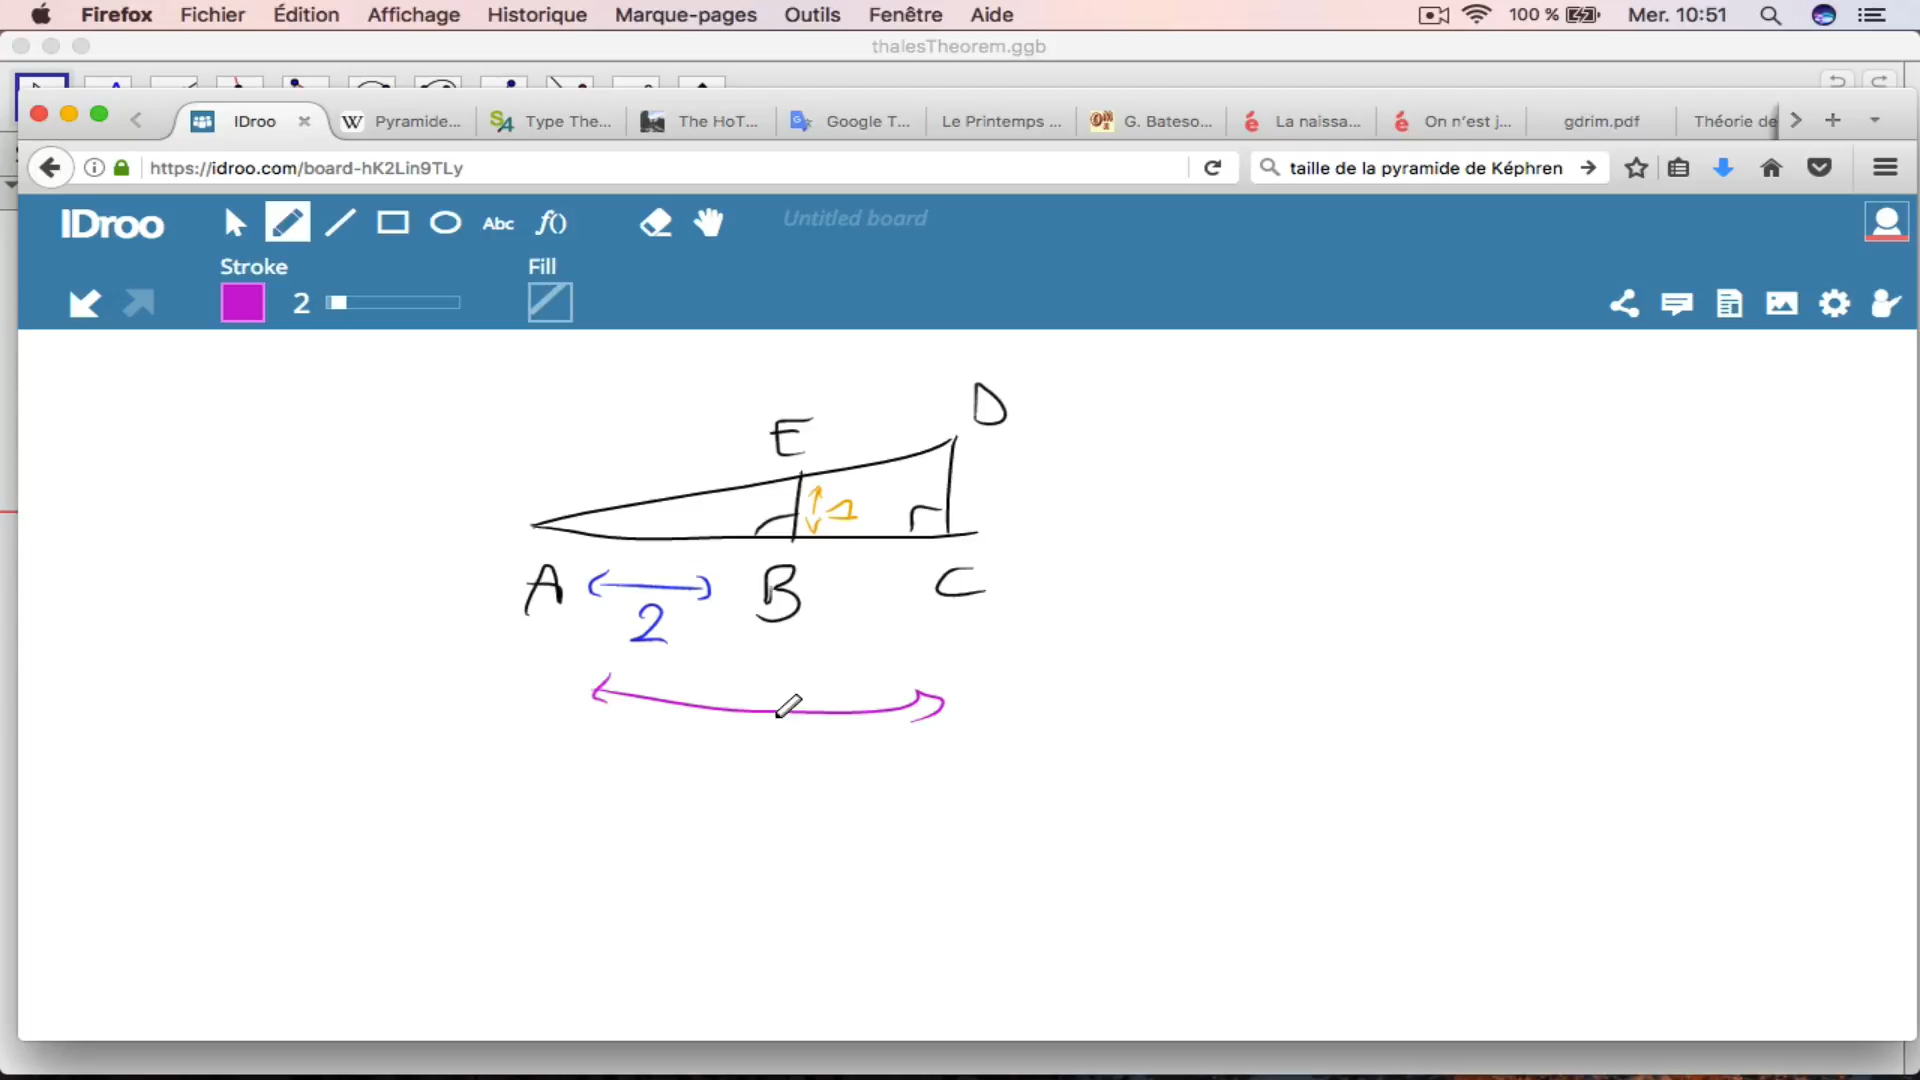 Firefox Fichier Édition Affichage Historique Marque-pages Outils Fenêtre Aide 100 % Mer. 10:51
thalesTheorem.ggb
IDroo Pyramide... Type The... The HoT... Google T... Le Printemps ... G. Bateso... La naissa... On n'est j... gdrim.pdf Théorie de
https://idroo.com/board-hK2Lin9TLy taille de la pyramide de Képhren
IDroo Abc f() Untitled board
Stroke Fill
2
D
E
1
A B C
2